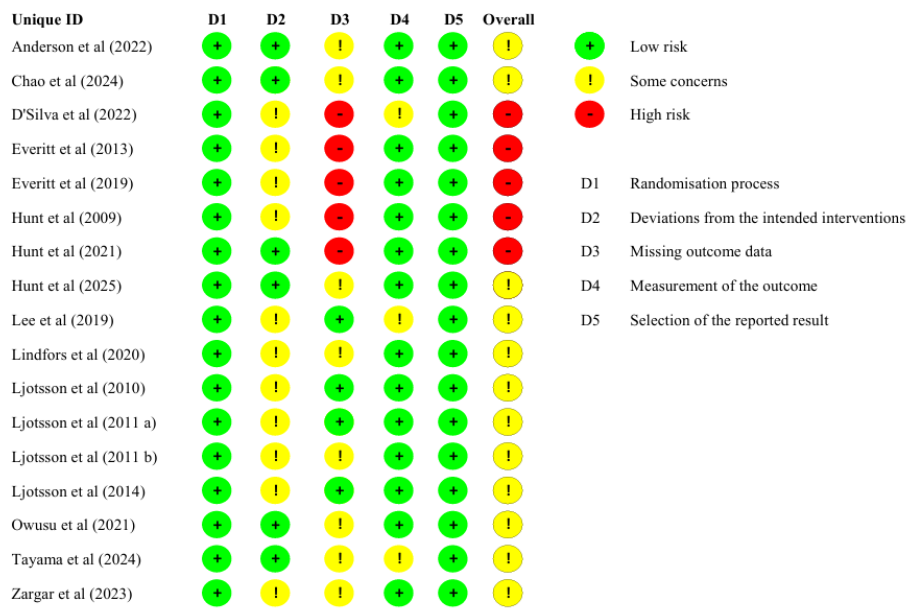 Unique ID D1 D2 D3 D4 D5 Overall
Anderson et al (2022) + + ! + + ! + Low risk
Chao et al (2024) + + ! + + ! ! Some concerns
D'Silva et al (2022) + ! - ! + - - High risk
Everitt et al (2013) + ! - + + -
Everitt et al (2019) + ! - + + - D1 Randomisation process
Hunt et al (2009) + ! - + + - D2 Deviations from the intended interventions
Hunt et al (2021) + + - + + - D3 Missing outcome data
Hunt et al (2025) + + ! + + ! D4 Measurement of the outcome
Lee et al (2019) + ! + ! + ! D5 Selection of the reported result
Lindfors et al (2020) + ! ! + + !
Ljotsson et al (2010) + ! + + + !
Ljotsson et al (2011 a) + ! + + + !
Ljotsson et al (2011 b) + ! ! + + !
Ljotsson et al (2014) + ! + + + !
Owusu et al (2021) + + ! + + !
Tayama et al (2024) + + ! ! + !
Zargar et al (2023) + ! ! + + !